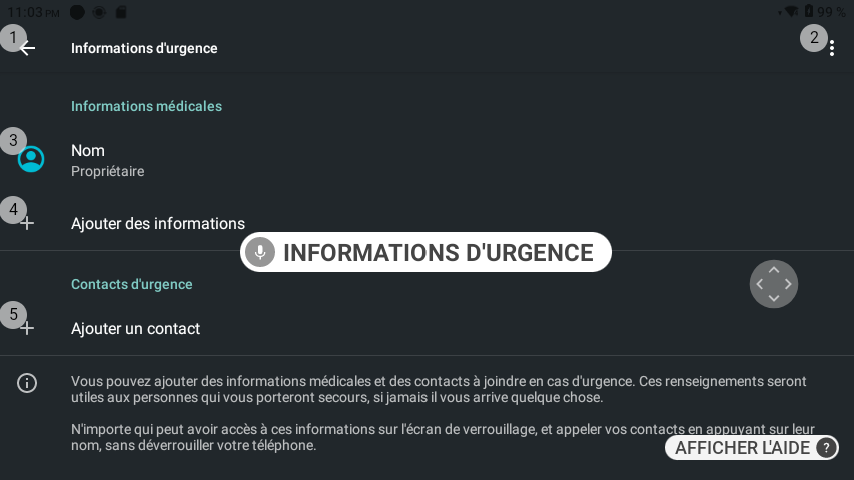 11:03 PM
99 %
1
2
Informations d'urgence
Informations médicales
3
Nom
Propriétaire
4
Ajouter des informations
INFORMATIONS D'URGENCE
Contacts d'urgence
5
Ajouter un contact
Vous pouvez ajouter des informations médicales et des contacts à joindre en cas d'urgence. Ces renseignements seront
utiles aux personnes qui vous porteront secours, si jamais il vous arrive quelque chose.
N'importe qui peut avoir accès à ces informations sur l'écran de verrouillage, et appeler vos contacts en appuyant sur leur
nom, sans déverrouiller votre téléphone.
AFFICHER L'AIDE ?